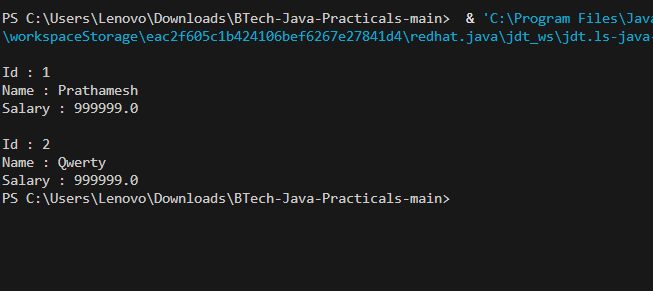 PS C:\Users\Lenovo\Downloads\BTech-Java-Practicals-main>  & 'C:\Program Files\Java
\workspaceStorage\eac2f605c1b424106bef6267e27841d4\redhat.java\jdt_ws\jdt.ls-java-
Id : 1
Name : Prathamesh
Salary : 999999.0
Id : 2
Name : Qwerty
Salary : 999999.0
PS C:\Users\Lenovo\Downloads\BTech-Java-Practicals-main>